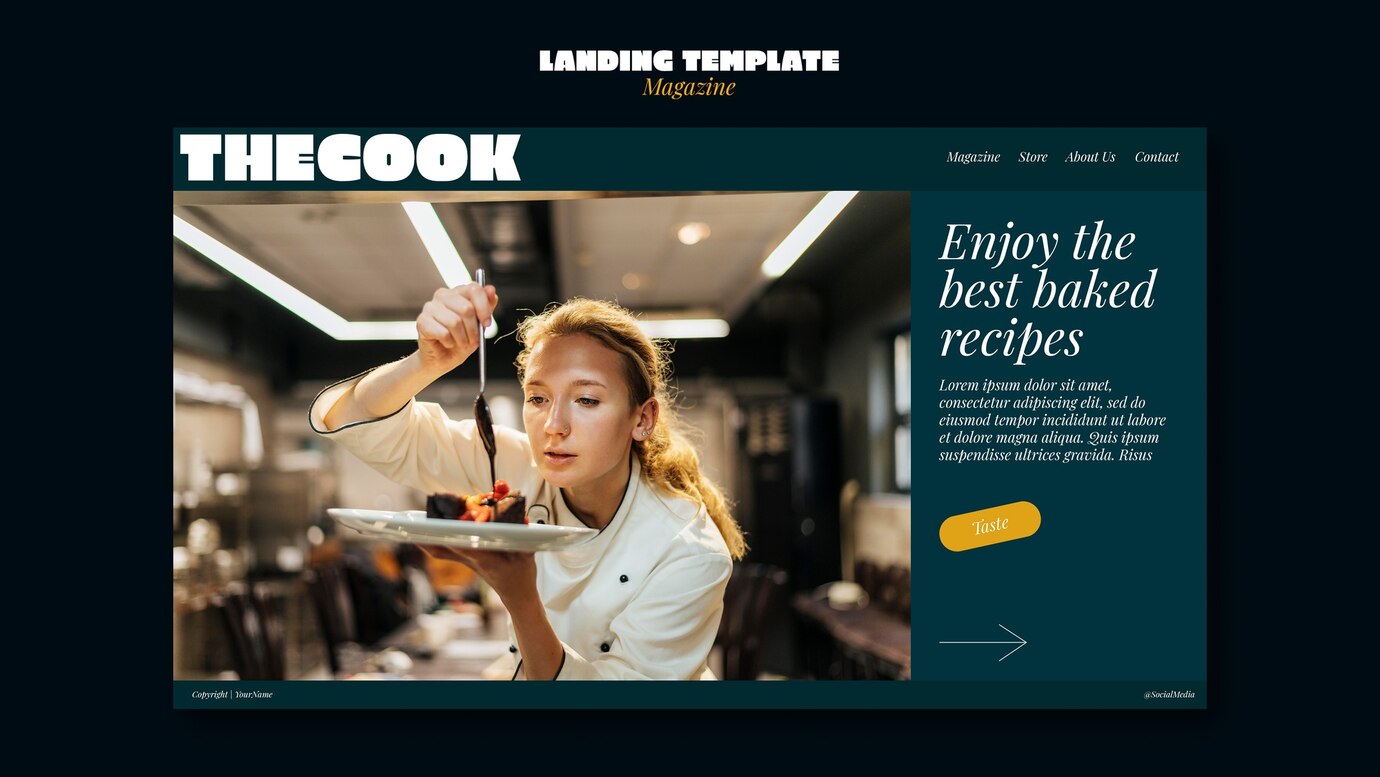 LANDING TEMPLATE
Magazine
THECOOK
Magazine Store About Us Contact
Enjoy the
best baked
recipes
Lorem ipsum dolor sit amet,
consectetur adipiscing elit, sed do
eiusmod tempor incididunt ut labore
et dolore magna aliqua. Quis ipsum
suspendisse ultrices gravida. Risus
Taste
Copyright | YourName
@SocialMedia